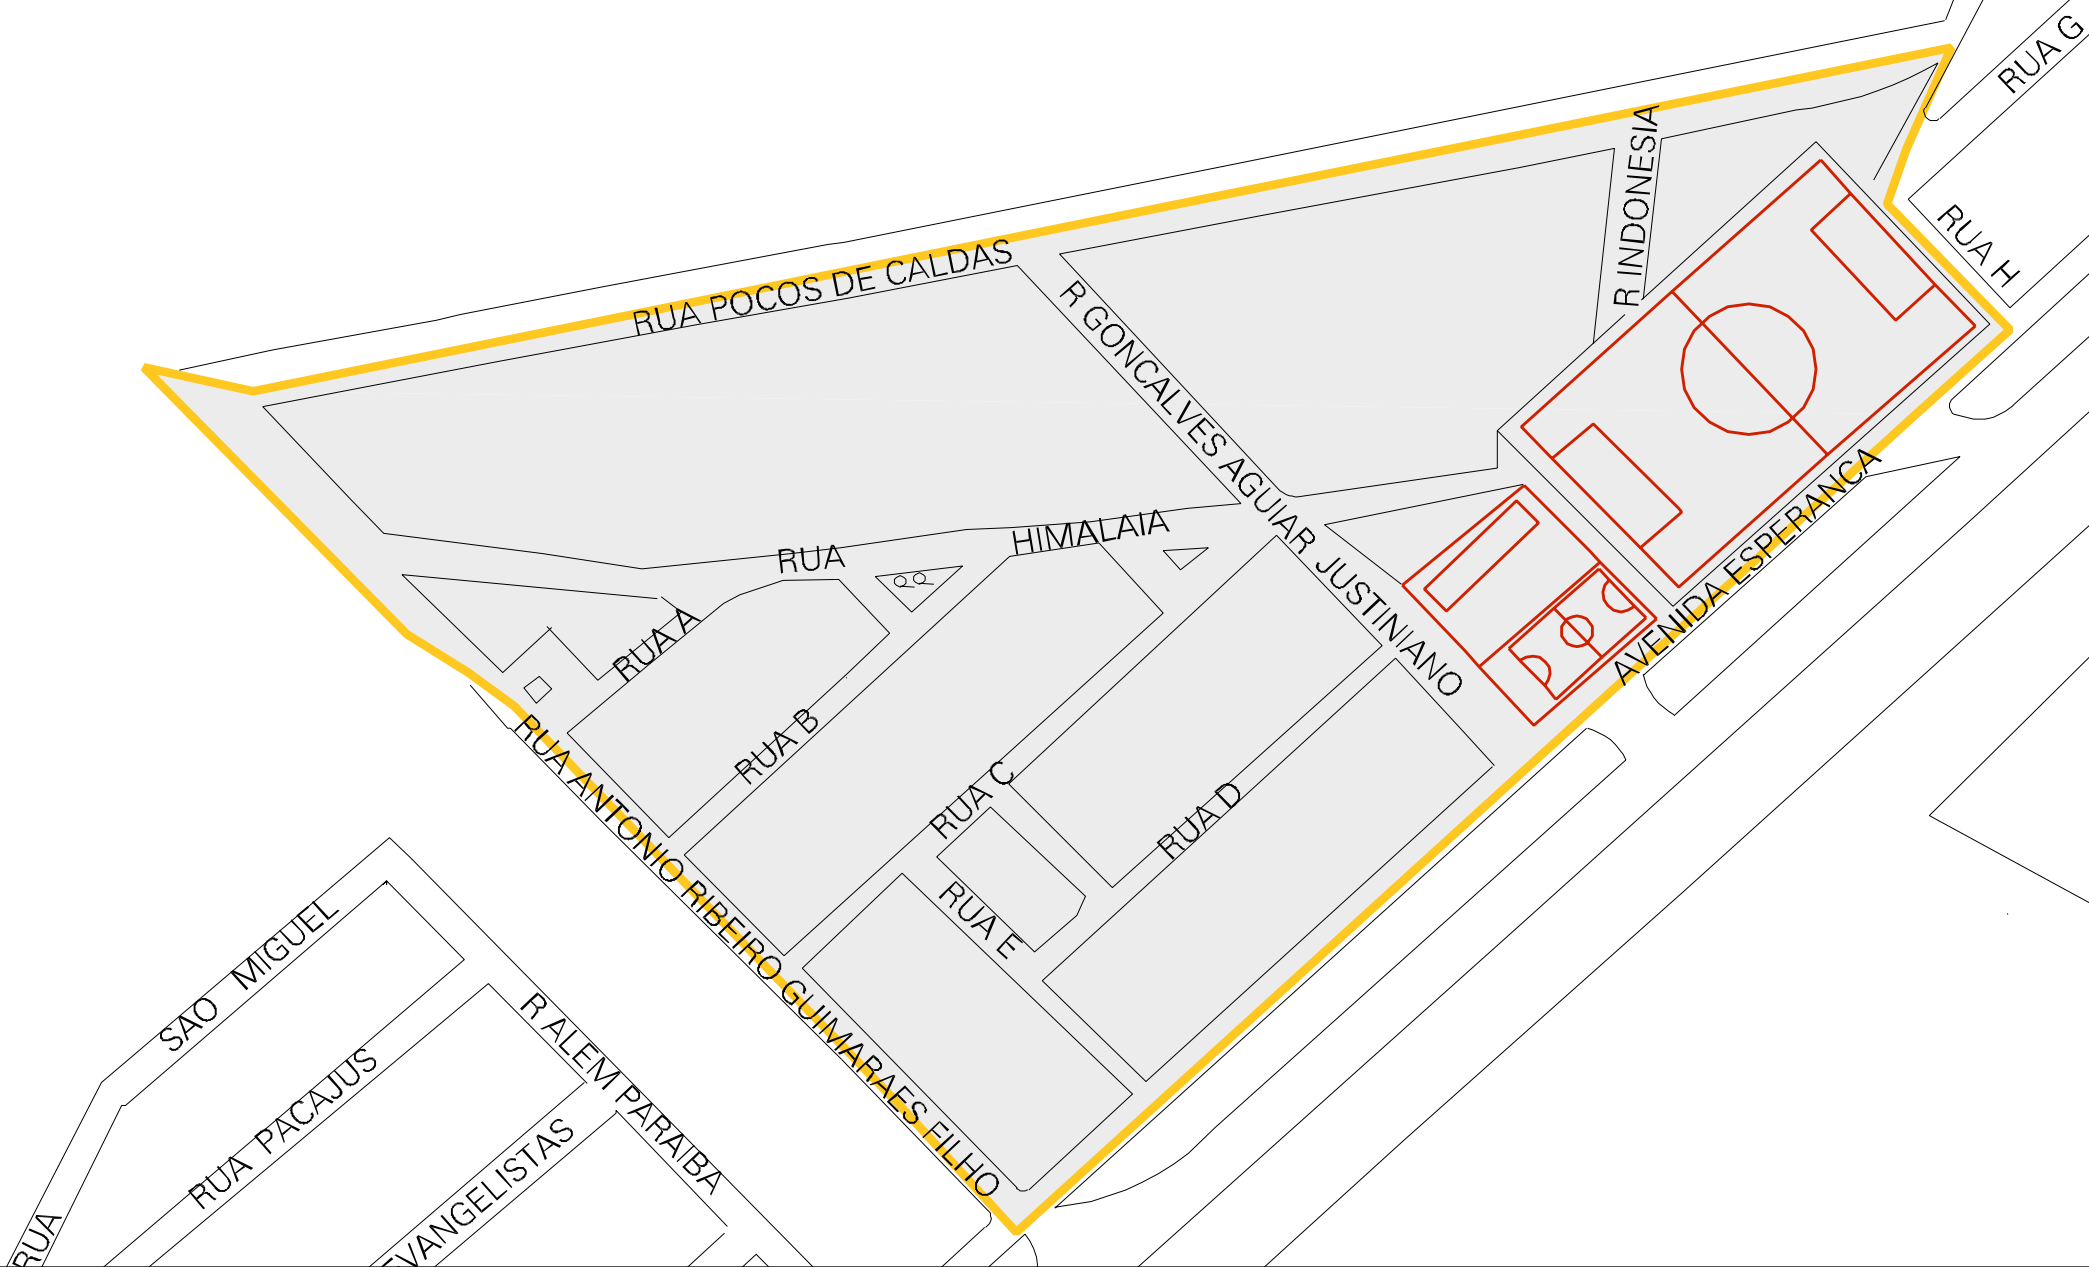 RUA G
R INDONESIA
RUA H
RUA POCOS DE CALDAS
R GONCALVES AGUIAR JUSTINIANO
RUA HIMALAIA
AVENIDA ESPERANCA
RUA A
RUA B
RUA C
RUA D
RUA E
RUA ANTONIO RIBEIRO GUIMARAES FILHO
RUA SAO MIGUEL
R ALEM PARAIBA
RUA PACAJUS
EVANGELISTAS